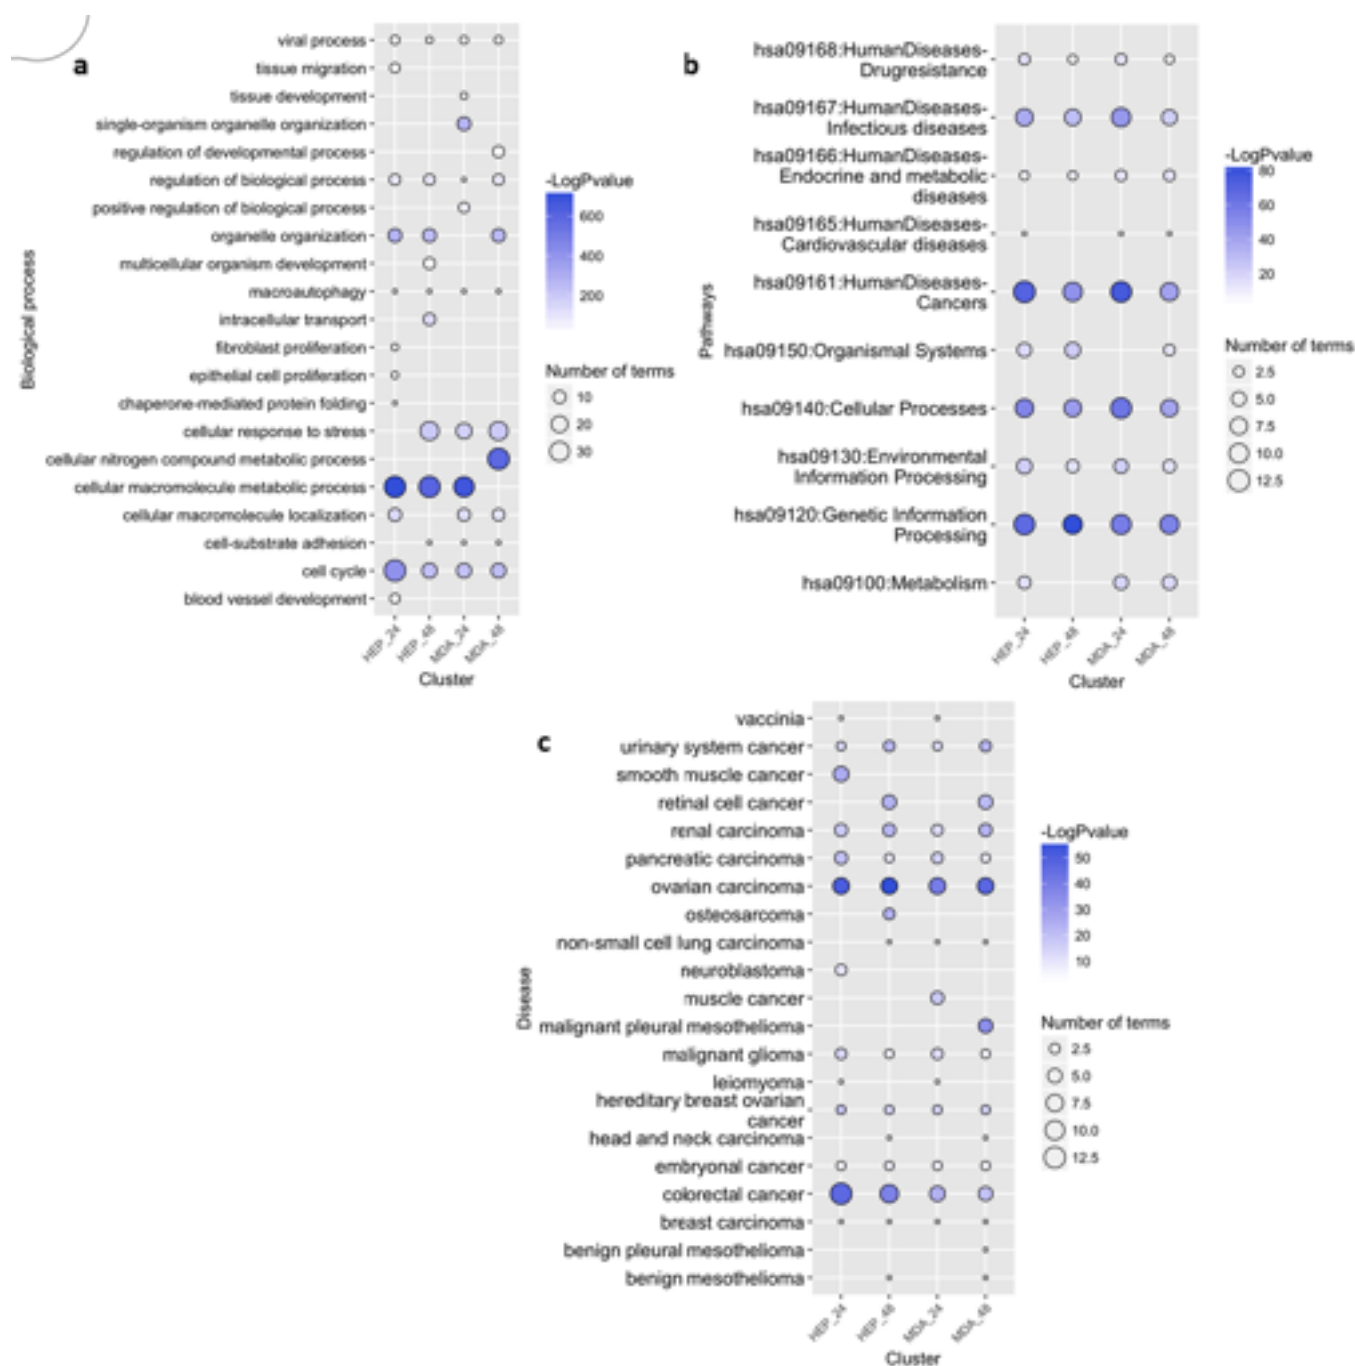 a
viral process
tissue migration
tissue development
single-organism organelle organization
regulation of developmental process
regulation of biological process
positive regulation of biological process
organelle organization
multicellular organism development
macroautophagy
intracellular transport
fibroblast proliferation
epithelial cell proliferation
chaperone-mediated protein folding
cellular response to stress
cellular nitrogen compound metabolic process
cellular macromolecule metabolic process
cellular macromolecule localization
cell-substrate adhesion
cell cycle
blood vessel development
Biological process
HEP_24
HEP_48
MDA_24
MDA_48
Cluster
-LogPvalue
600
400
200
Number of terms
10
20
30
b
hsa09168:HumanDiseases-
Drugresistance
hsa09167:HumanDiseases-
Infectious diseases
hsa09166:HumanDiseases-
Endocrine and metabolic
diseases
hsa09165:HumanDiseases-
Cardiovascular diseases
hsa09161:HumanDiseases-
Cancers
hsa09150:Organismal Systems
hsa09140:Cellular Processes
hsa09130:Environmental
Information Processing
hsa09120:Genetic Information
Processing
hsa09100:Metabolism
Pathways
HEP_24
HEP_48
MDA_24
MDA_48
Cluster
-LogPvalue
80
60
40
20
Number of terms
2.5
5.0
7.5
10.0
12.5
c
vaccinia
urinary system cancer
smooth muscle cancer
retinal cell cancer
renal carcinoma
pancreatic carcinoma
ovarian carcinoma
osteosarcoma
non-small cell lung carcinoma
neuroblastoma
muscle cancer
malignant pleural mesothelioma
malignant glioma
leiomyoma
hereditary breast ovarian
cancer
head and neck carcinoma
embryonal cancer
colorectal cancer
breast carcinoma
benign pleural mesothelioma
benign mesothelioma
Disease
HEP_24
HEP_48
MDA_24
MDA_48
Cluster
-LogPvalue
50
40
30
20
10
Number of terms
2.5
5.0
7.5
10.0
12.5